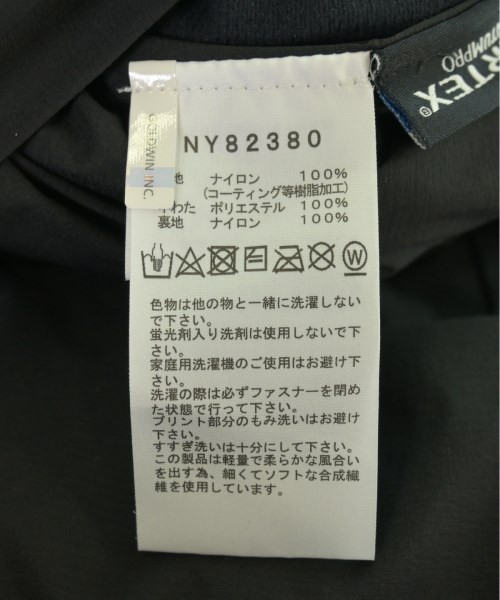 RTEX
TUMPRO
GOLDWIN INC.
NY82380
地 ナイロン 100%
(コーティング等樹脂加工)
わた ポリエステル 100%
裏地 ナイロン 100%
W
色物は他の物と一緒に洗濯しない
で下さい。
蛍光剤入り洗剤は使用しないで下
さい。
家庭用洗濯機のご使用はお避け下
さい。
洗濯の際は必ずファスナーを閉め
た状態で行って下さい。
プリント部分のもみ洗いはお避け
下さい。
すすぎ洗いは十分にして下さい。
この製品は軽量で柔らかな風合い
を出す為、細くてソフトな合成繊
維を使用しています。